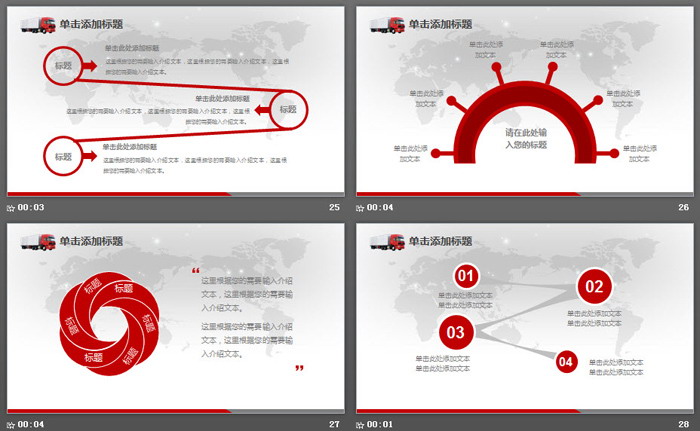 单击添加标题
标题
单击此处添加标题
这里根据您的需要输入介绍文本，这里根据您的需要输入介绍文本，这里根
据您的需要输入介绍文本。
单击此处添加标题
这里根据您的需要输入介绍文本，这里根据您的需要输入介绍文本，这里根
据您的需要输入介绍文本。
标题
标题
单击此处添加标题
这里根据您的需要输入介绍文本，这里根据您的需要输入介绍文本，这里根
据您的需要输入介绍文本。
00:03
25
单击添加标题
单击此处添
加文本
单击此处添
加文本
单击此处添
加文本
单击此处添
加文本
单击此处添
加文本
单击此处添
加文本
请在此处输
入您的标题
00:04
26
单击添加标题
标题
标题
标题
标题
标题
标题
这里根据您的需要输入介绍
文本，这里根据您的需要输
入介绍文本。
这里根据您的需要输入介绍
文本，这里根据您的需要输
入介绍文本。
00:04
27
单击添加标题
01
单击此处添加文本
单击此处添加文本
02
单击此处添加文本
单击此处添加文本
03
单击此处添加文本
单击此处添加文本
04
单击此处添加文本
单击此处添加文本
00:01
28